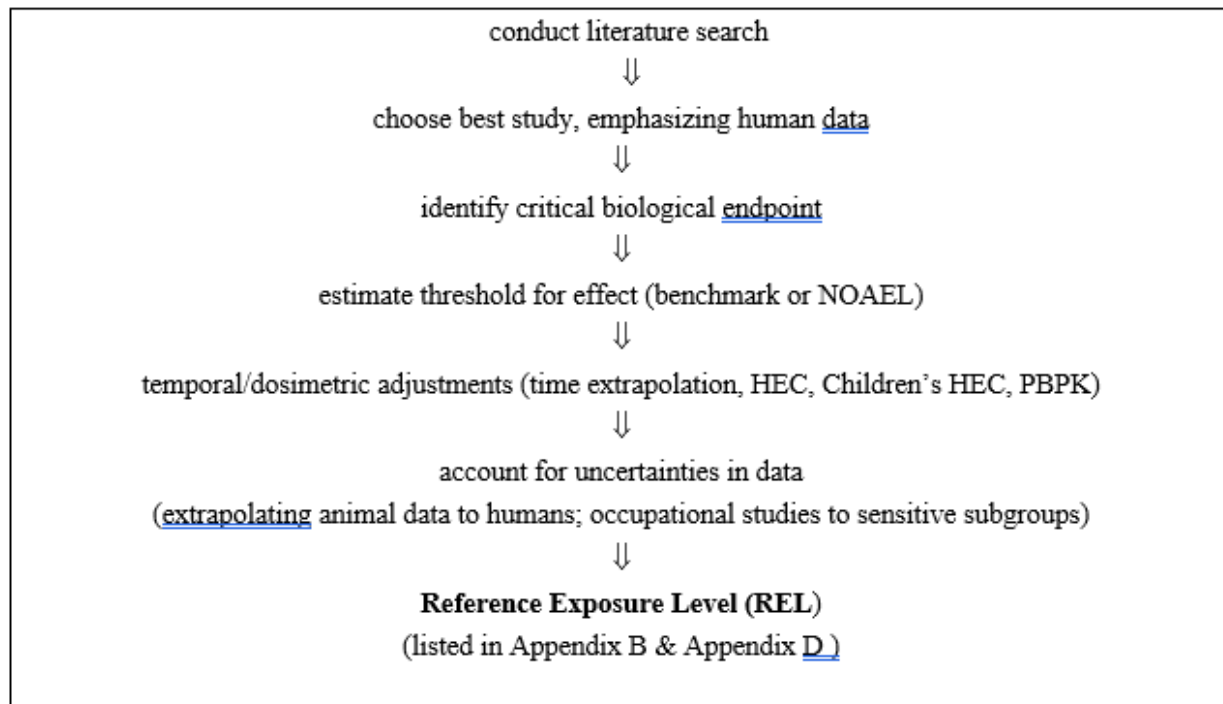 conduct literature search
⇓
choose best study, emphasizing human data
⇓
identify critical biological endpoint
⇓
estimate threshold for effect (benchmark or NOAEL)
⇓
temporal/dosimetric adjustments (time extrapolation, HEC, Children’s HEC, PBPK)
⇓
account for uncertainties in data
(extrapolating animal data to humans; occupational studies to sensitive subgroups)
⇓
Reference Exposure Level (REL)
(listed in Appendix B & Appendix D )